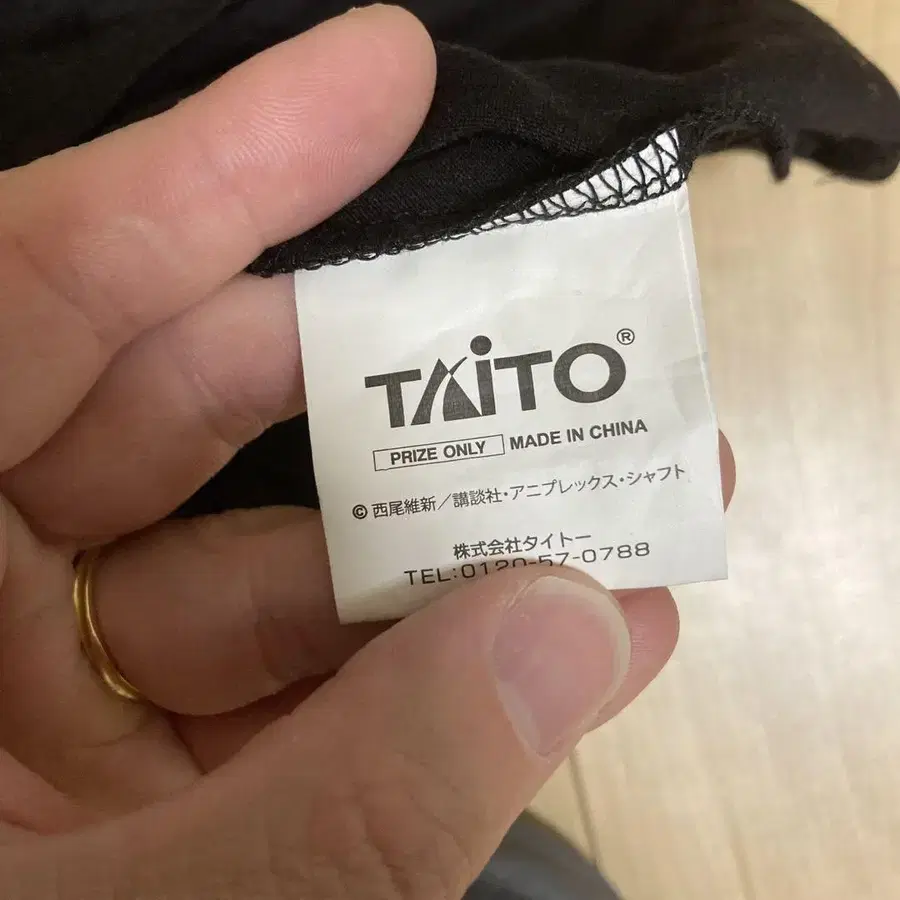 TAiTO®
PRIZE ONLY MADE IN CHINA
©西尾維新／講談社・アニプレックス・シャフト
株式会社タイトー
TEL:0120-57-0788